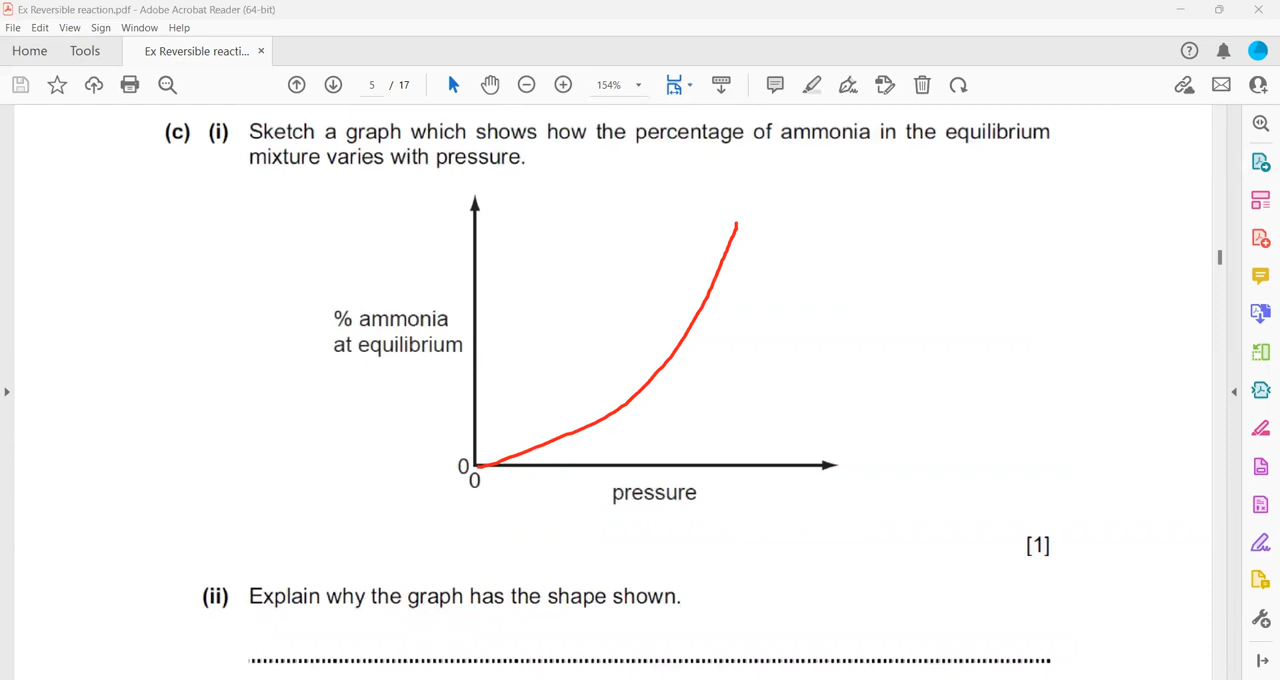 Ex Reversible reaction.pdf - Adobe Acrobat Reader (64-bit)
File Edit View Sign Window Help
Home Tools Ex Reversible reacti... ×
5 / 17 154%
(c) (i) Sketch a graph which shows how the percentage of ammonia in the equilibrium
mixture varies with pressure.
% ammonia
at equilibrium
0
0
pressure
[1]
(ii) Explain why the graph has the shape shown.